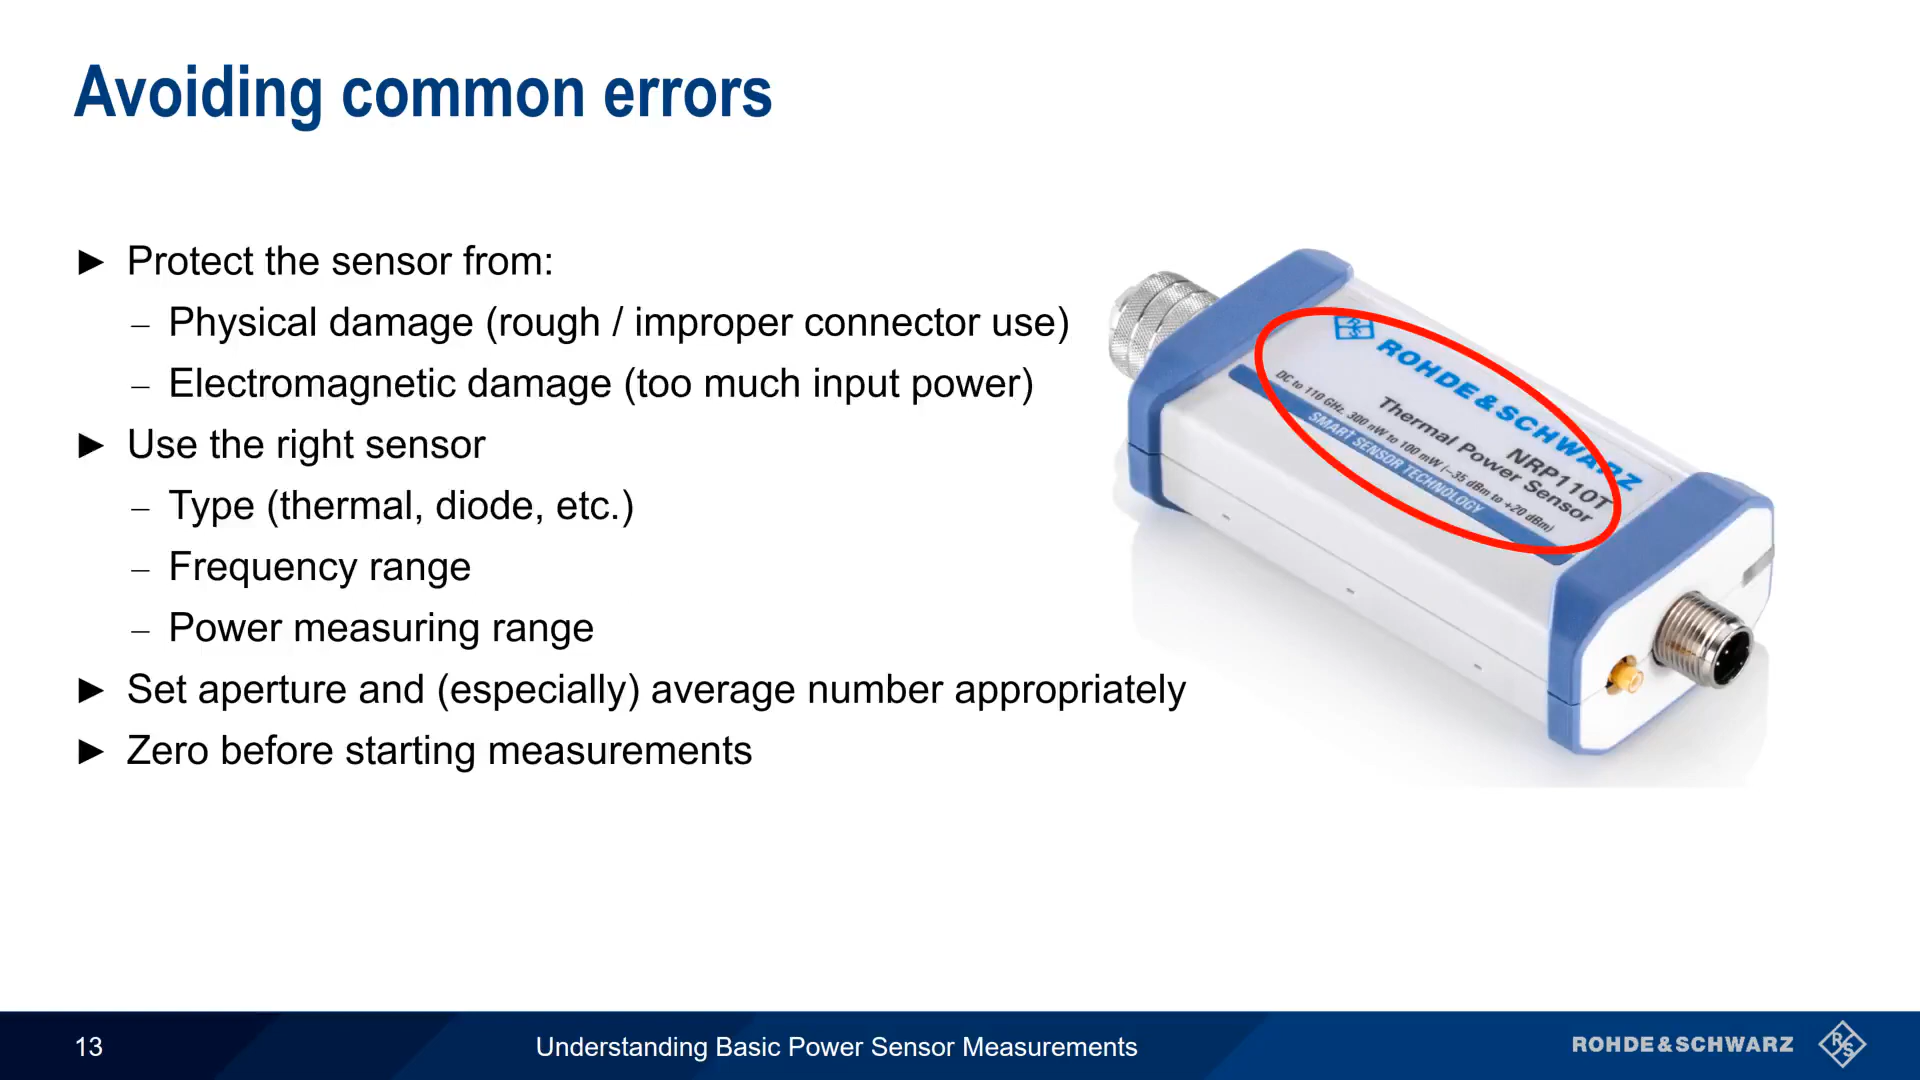 Avoiding common errors
► Protect the sensor from:
– Physical damage (rough / improper connector use)
– Electromagnetic damage (too much input power)
► Use the right sensor
– Type (thermal, diode, etc.)
– Frequency range
– Power measuring range
► Set aperture and (especially) average number appropriately
► Zero before starting measurements
R&S
ROHDE&SCHWARZ
NRP110T
Thermal Power Sensor
DC to 110 GHz, 300 nW to 100 mW (–35 dBm to +20 dBm)
SMART SENSOR TECHNOLOGY
13
Understanding Basic Power Sensor Measurements
ROHDE&SCHWARZ
R&S